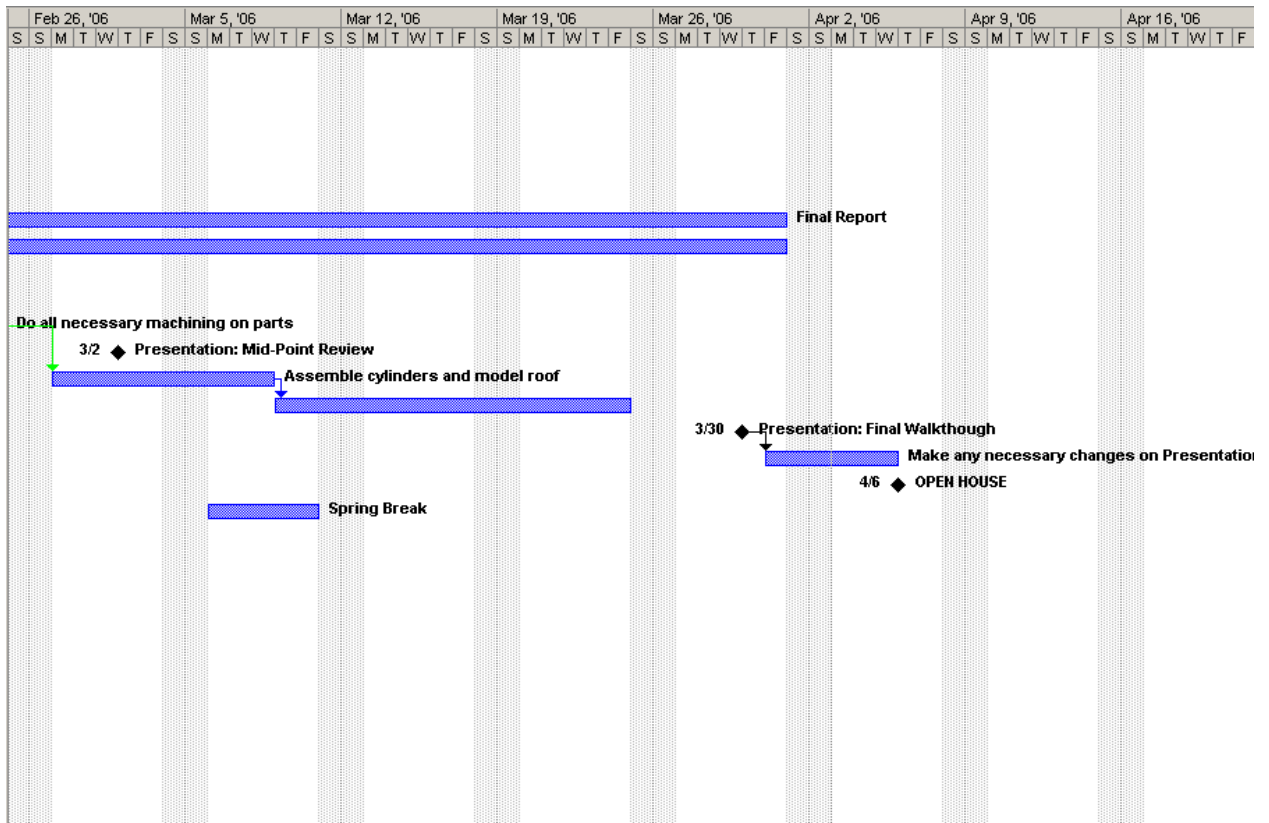 Feb 26, '06 Mar 5, '06 Mar 12, '06 Mar 19, '06 Mar 26, '06 Apr 2, '06 Apr 9, '06 Apr 16, '06
S S M T W T F S S M T W T F S S M T W T F S S M T W T F S S M T W T F S S M T W T F S S M T W T F S S M T W T F
Final Report
Do all necessary machining on parts
3/2 Presentation: Mid-Point Review
Assemble cylinders and model roof
3/30 Presentation: Final Walkthough
Make any necessary changes on Presentation
4/6 OPEN HOUSE
Spring Break